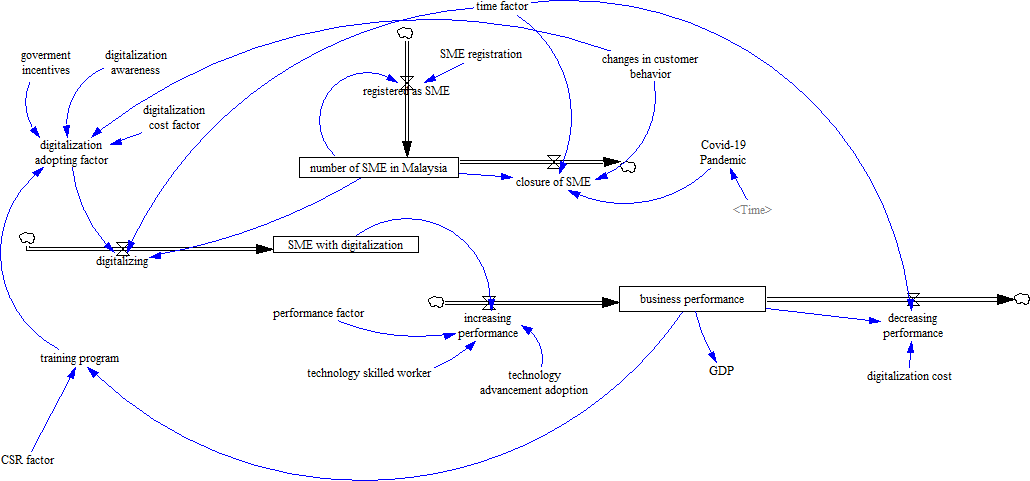 time factor
goverment
incentives
digitalization
awareness
SME registration
changes in customer
behavior
registered as SME
digitalization
cost factor
digitalization
adopting factor
Covid-19
Pandemic
number of SME in Malaysia
closure of SME
<Time>
SME with digitalization
digitalizing
business performance
performance factor
increasing
performance
decreasing
performance
training program
technology skilled worker
technology
advancement adoption
GDP
digitalization cost
CSR factor